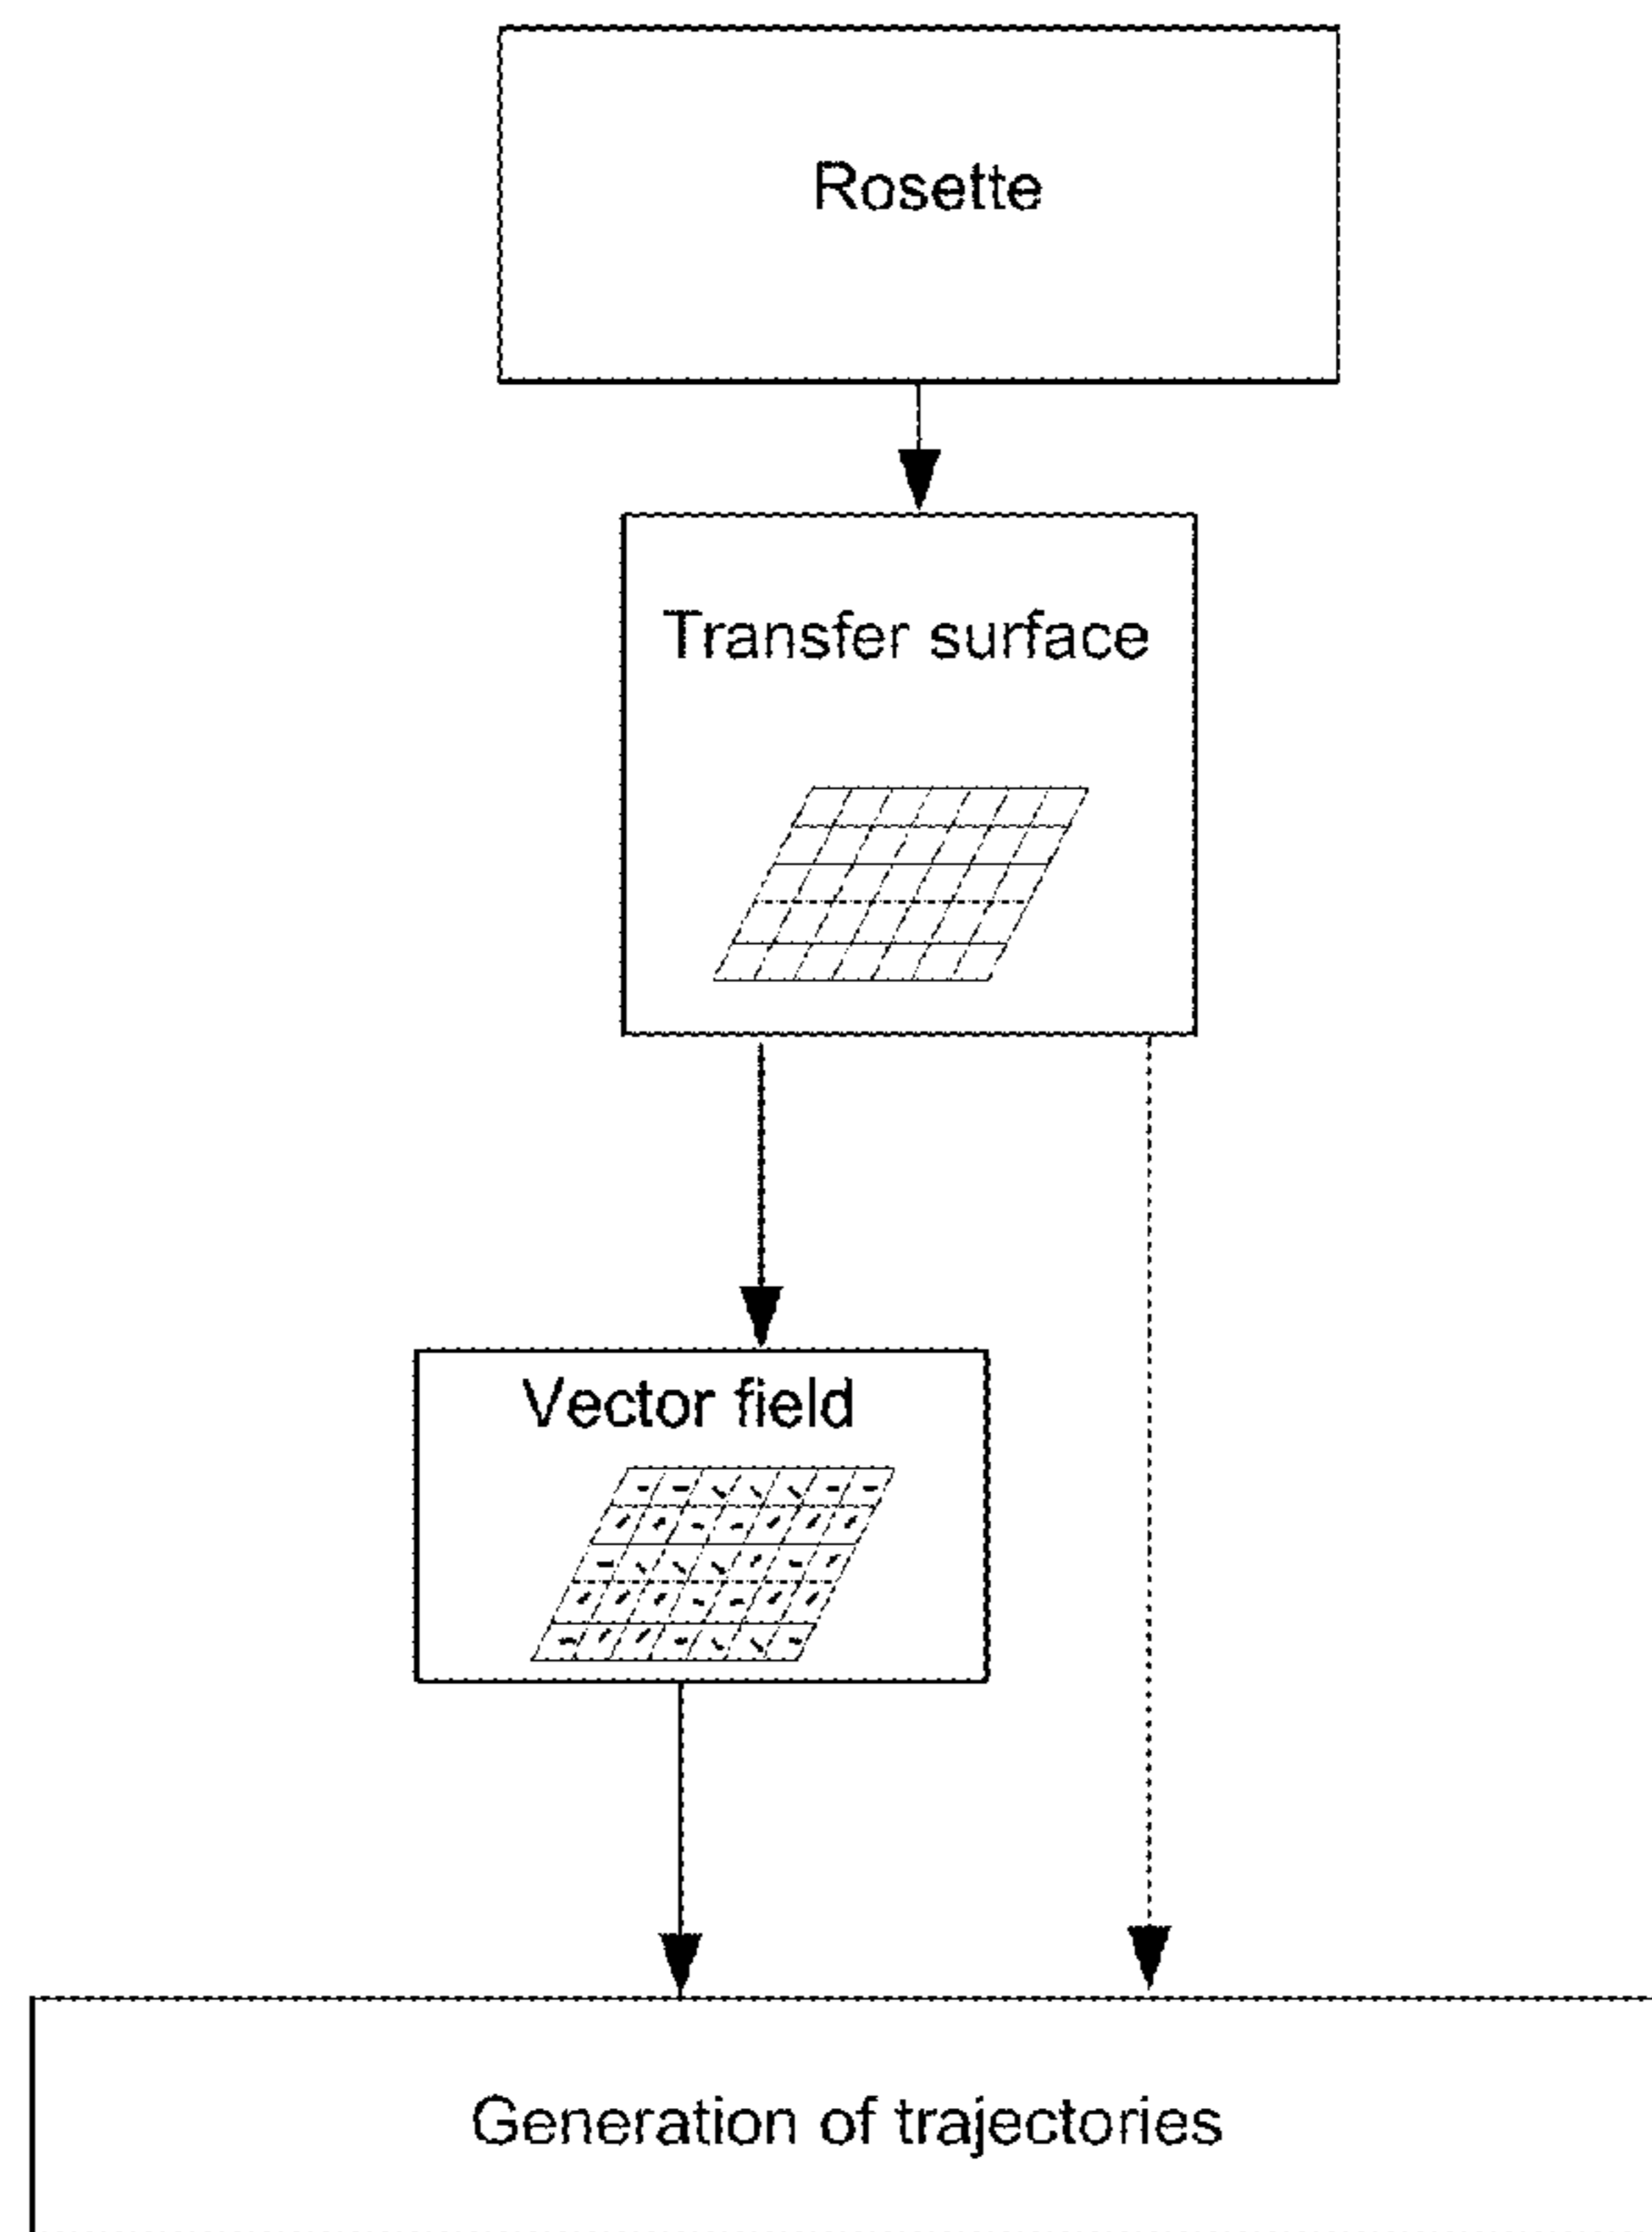 Rosette
Transfer surface
Vector field
Generation of trajectories